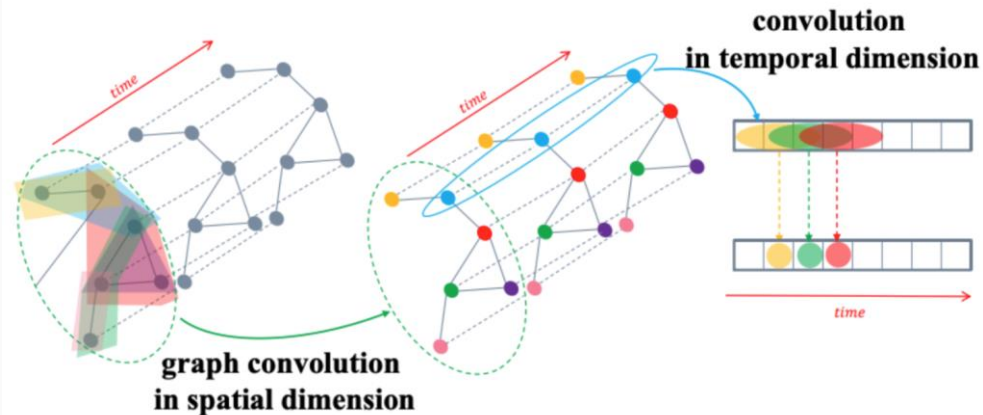 convolution
in temporal dimension
time
time
time
graph convolution
in spatial dimension